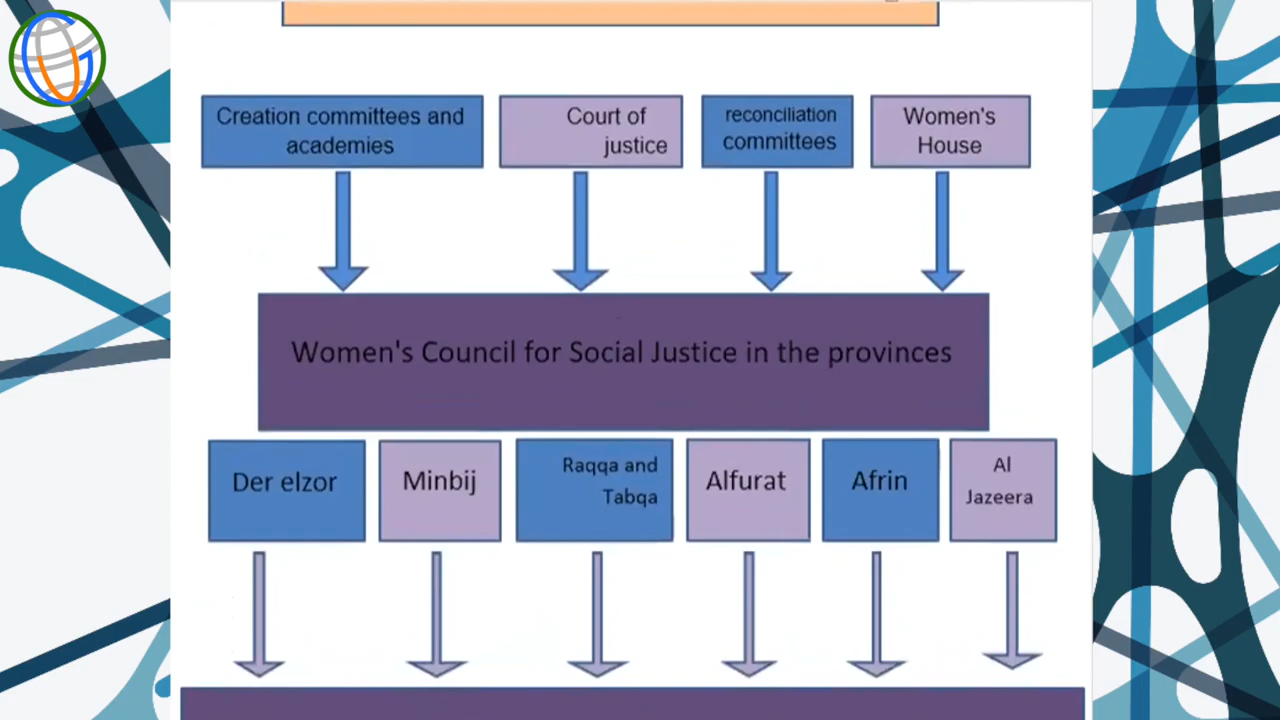 Creation committees and
academies
Court of
justice
reconciliation
committees
Women's
House
Women's Council for Social Justice in the provinces
Der elzor
Minbij
Raqqa and
Tabqa
Alfurat
Afrin
Al
Jazeera